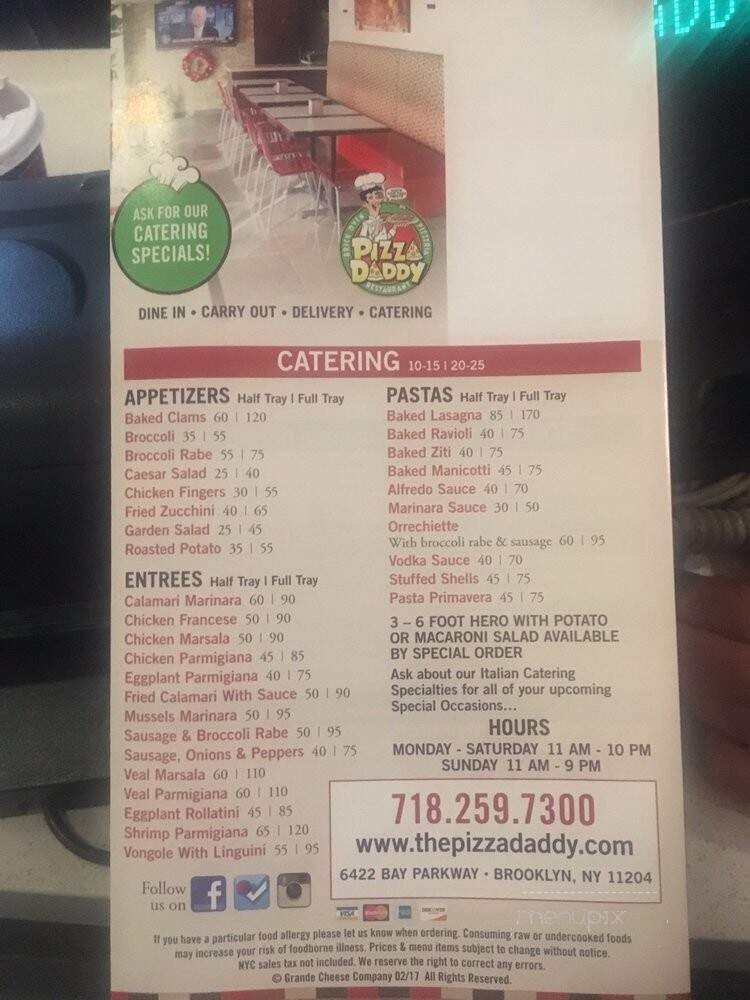 ASK FOR OUR
CATERING
SPECIALS!
BRICK OVEN PIZZERIA
PIZZA
DADDY
RESTAURANT
DINE IN • CARRY OUT • DELIVERY • CATERING
CATERING 10-15 | 20-25
APPETIZERS Half Tray | Full Tray
Baked Clams 60 | 120
Broccoli 35 | 55
Broccoli Rabe 55 | 75
Caesar Salad 25 | 40
Chicken Fingers 30 | 55
Fried Zucchini 40 | 65
Garden Salad 25 | 45
Roasted Potato 35 | 55
ENTREES Half Tray | Full Tray
Calamari Marinara 60 | 90
Chicken Francese 50 | 90
Chicken Marsala 50 | 90
Chicken Parmigiana 45 | 85
Eggplant Parmigiana 40 | 75
Fried Calamari With Sauce 50 | 90
Mussels Marinara 50 | 95
Sausage & Broccoli Rabe 50 | 95
Sausage, Onions & Peppers 40 | 75
Veal Marsala 60 | 110
Veal Parmigiana 60 | 110
Eggplant Rollatini 45 | 85
Shrimp Parmigiana 65 | 120
Vongole With Linguini 55 | 95
PASTAS Half Tray | Full Tray
Baked Lasagna 85 | 170
Baked Ravioli 40 | 75
Baked Ziti 40 | 75
Baked Manicotti 45 | 75
Alfredo Sauce 40 | 70
Marinara Sauce 30 | 50
Orrechiette
With broccoli rabe & sausage 60 | 95
Vodka Sauce 40 | 70
Stuffed Shells 45 | 75
Pasta Primavera 45 | 75
3 – 6 FOOT HERO WITH POTATO
OR MACARONI SALAD AVAILABLE
BY SPECIAL ORDER
Ask about our Italian Catering
Specialties for all of your upcoming
Special Occasions...
HOURS
MONDAY - SATURDAY 11 AM - 10 PM
SUNDAY 11 AM - 9 PM
718.259.7300
www.thepizzadaddy.com
6422 BAY PARKWAY • BROOKLYN, NY 11204
Follow
us on
f
VISA
DISCOVER
menupix
If you have a particular food allergy please let us know when ordering. Consuming raw or undercooked foods
may increase your risk of foodborne illness. Prices & menu items subject to change without notice.
NYC sales tax not included. We reserve the right to correct any errors.
© Grande Cheese Company 02/17 All Rights Reserved.